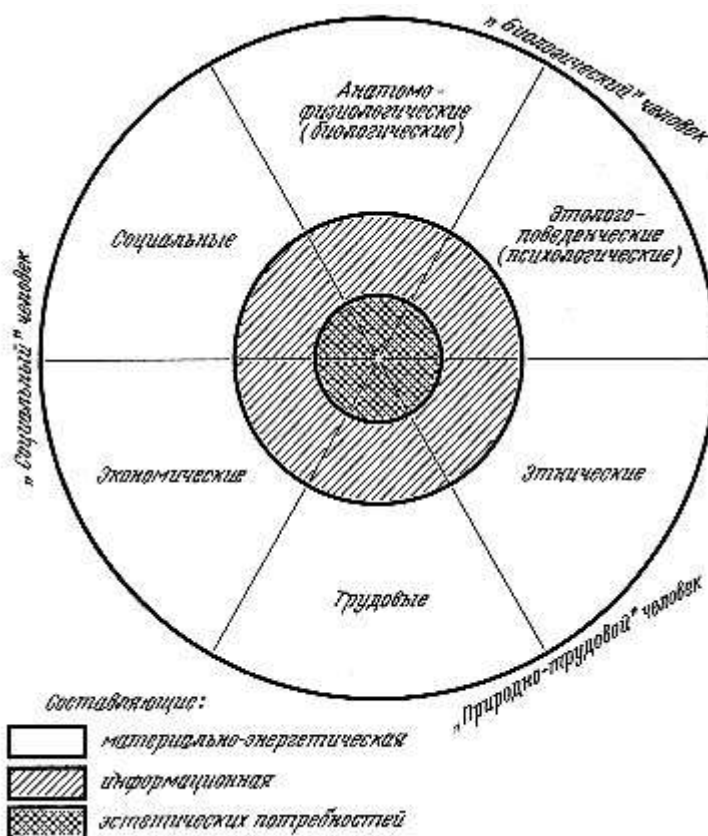 „Биологический" человек
Анатомо-
физиологические
(биологические)
Этолого-
поведенческие
(психологические)
Социальные
„Социальный" человек
Экономические
Этнические
Трудовые
„Природно-трудовой" человек
Составляющие:
материально-энергетическая
информационная
эстетических потребностей